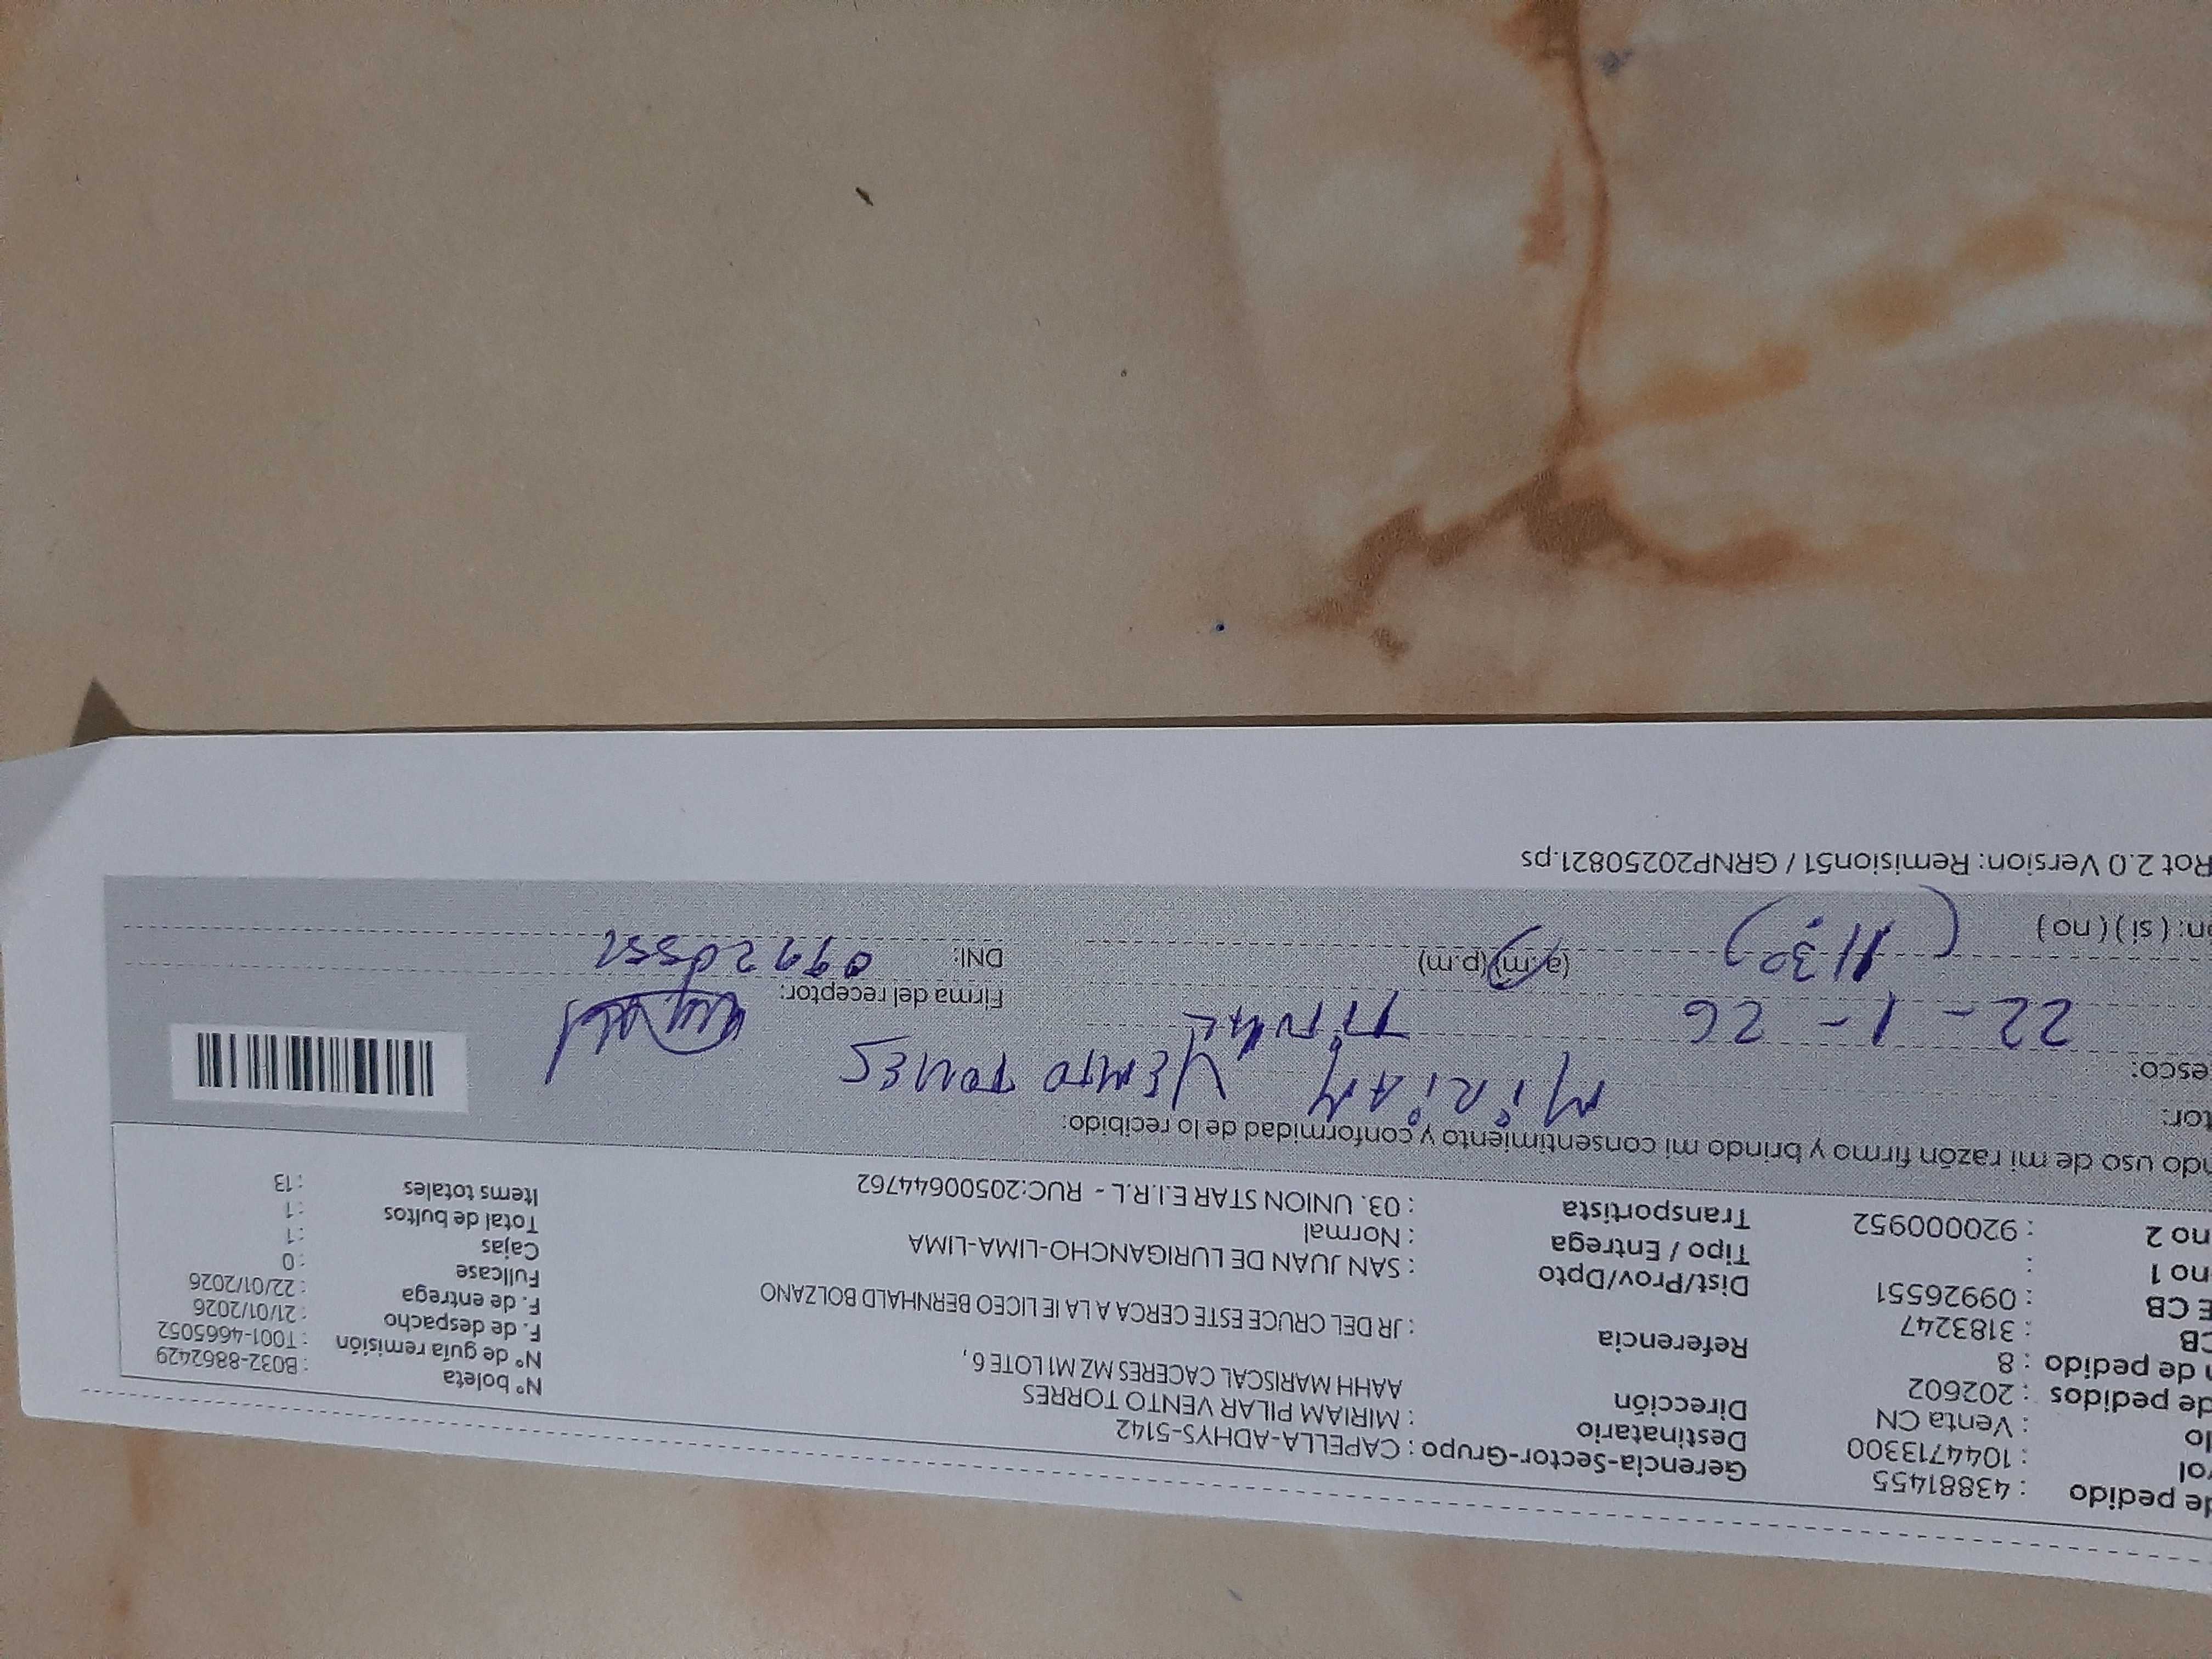 de pedido : 43881455
rol : 1044713300
lo : Venta CN
de pedidos : 202602
n de pedido : 8
CB : 3183247
E CB : 09926551
no 1 :
no 2 : 920000952
Gerencia-Sector-Grupo : CAPELLA-ADHYS-5142
Destinatario : MIRIAM PILAR VENTO TORRES
Dirección AAHH MARISCAL CACERES MZ M1 LOTE 6 ,
Referencia : JR DEL CRUCE ESTE CERCA A LA IE LICEO BERNHALD BOLZANO
Dist/Prov/Dpto : SAN JUAN DE LURIGANCHO-LIMA-LIMA
Tipo / Entrega : Normal
Transportista : 03. UNION STAR E.I.R.L - RUC:20500644762
N° boleta : B032-8862429
N° de guía remisión : T001-4665052
F. de despacho : 21/01/2026
F. de entrega : 22/01/2026
Fullcase : 0
Cajas : 1
Total de bultos : 1
Items totales : 13
ndo uso de mi razón firmo y brindo mi consentimiento y conformidad de lo recibido:
tor: MiRiAM VENTO TORRES
esco: TiTULAR
22 - 1 - 26 (a.m) (p.m) Firma del receptor:
n: ( si ) ( no ) ( 11:30 ) DNI:
Rot 2.0 Version: Remision51 / GRNP20250821.ps